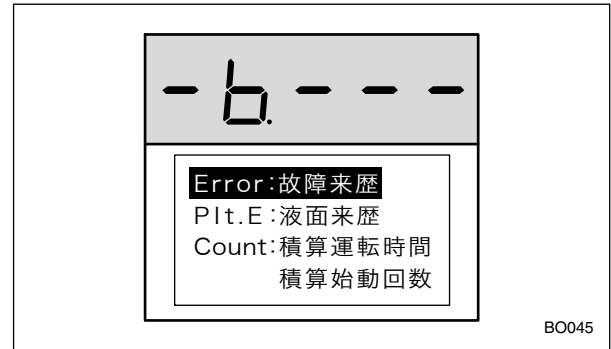 -b.---
Error:故障来歴
Plt.E:液面来歴
Count:積算運転時間
積算始動回数
BO045